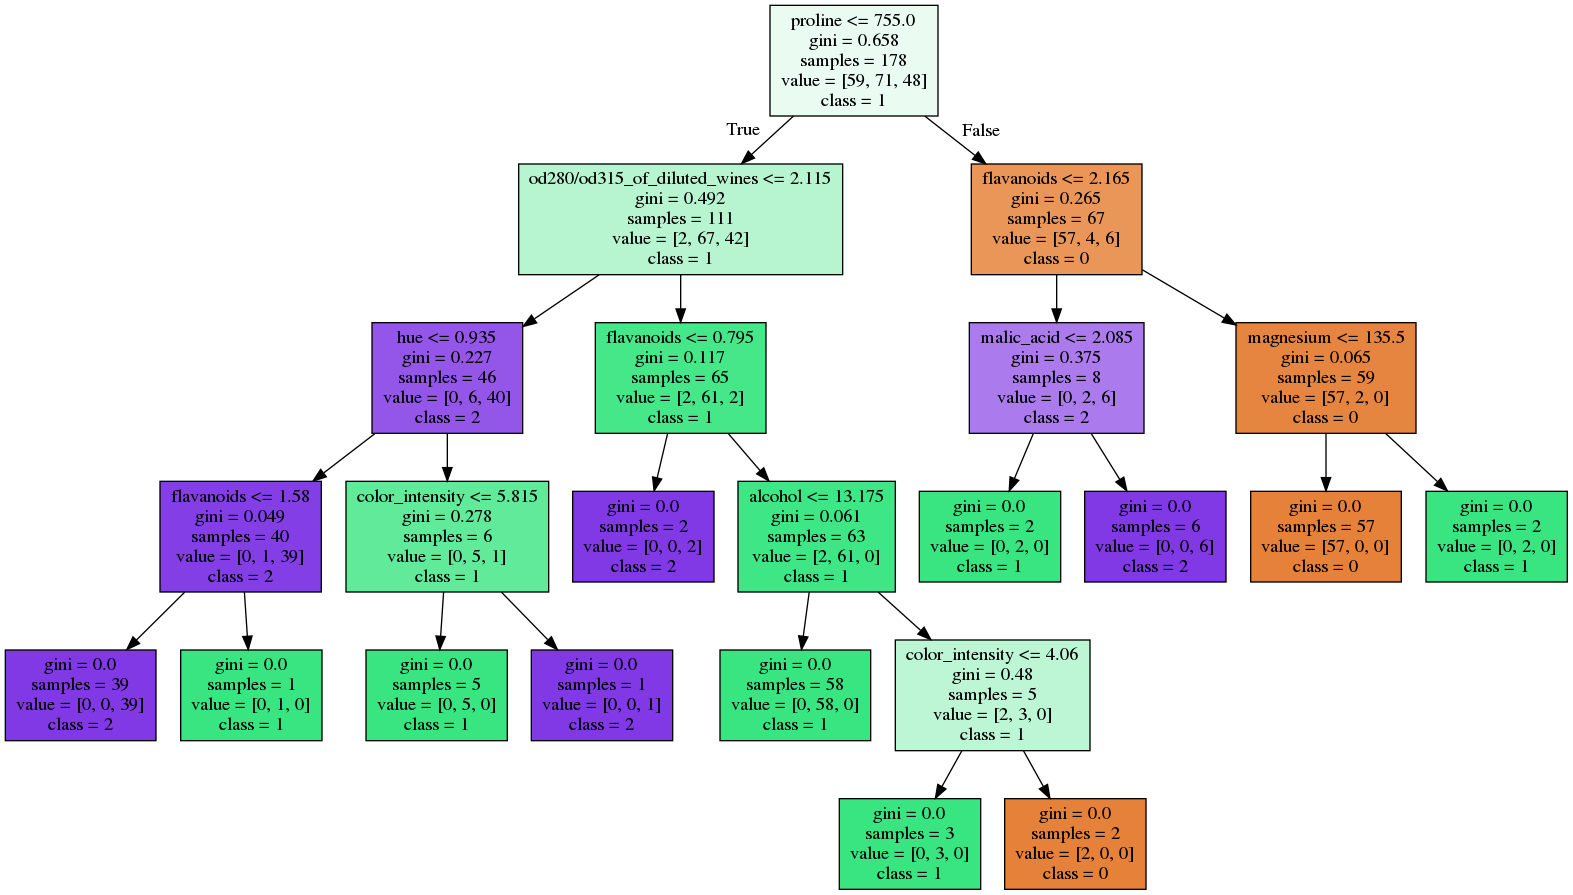 proline <= 755.0
gini = 0.658
samples = 178
value = [59, 71, 48]
class = 1
True
False
od280/od315_of_diluted_wines <= 2.115
gini = 0.492
samples = 111
value = [2, 67, 42]
class = 1
flavanoids <= 2.165
gini = 0.265
samples = 67
value = [57, 4, 6]
class = 0
hue <= 0.935
gini = 0.227
samples = 46
value = [0, 6, 40]
class = 2
flavanoids <= 0.795
gini = 0.117
samples = 65
value = [2, 61, 2]
class = 1
malic_acid <= 2.085
gini = 0.375
samples = 8
value = [0, 2, 6]
class = 2
magnesium <= 135.5
gini = 0.065
samples = 59
value = [57, 2, 0]
class = 0
flavanoids <= 1.58
gini = 0.049
samples = 40
value = [0, 1, 39]
class = 2
color_intensity <= 5.815
gini = 0.278
samples = 6
value = [0, 5, 1]
class = 1
gini = 0.0
samples = 2
value = [0, 0, 2]
class = 2
alcohol <= 13.175
gini = 0.061
samples = 63
value = [2, 61, 0]
class = 1
gini = 0.0
samples = 2
value = [0, 2, 0]
class = 1
gini = 0.0
samples = 6
value = [0, 0, 6]
class = 2
gini = 0.0
samples = 57
value = [57, 0, 0]
class = 0
gini = 0.0
samples = 2
value = [0, 2, 0]
class = 1
gini = 0.0
samples = 39
value = [0, 0, 39]
class = 2
gini = 0.0
samples = 1
value = [0, 1, 0]
class = 1
gini = 0.0
samples = 5
value = [0, 5, 0]
class = 1
gini = 0.0
samples = 1
value = [0, 0, 1]
class = 2
gini = 0.0
samples = 58
value = [0, 58, 0]
class = 1
color_intensity <= 4.06
gini = 0.48
samples = 5
value = [2, 3, 0]
class = 1
gini = 0.0
samples = 3
value = [0, 3, 0]
class = 1
gini = 0.0
samples = 2
value = [2, 0, 0]
class = 0